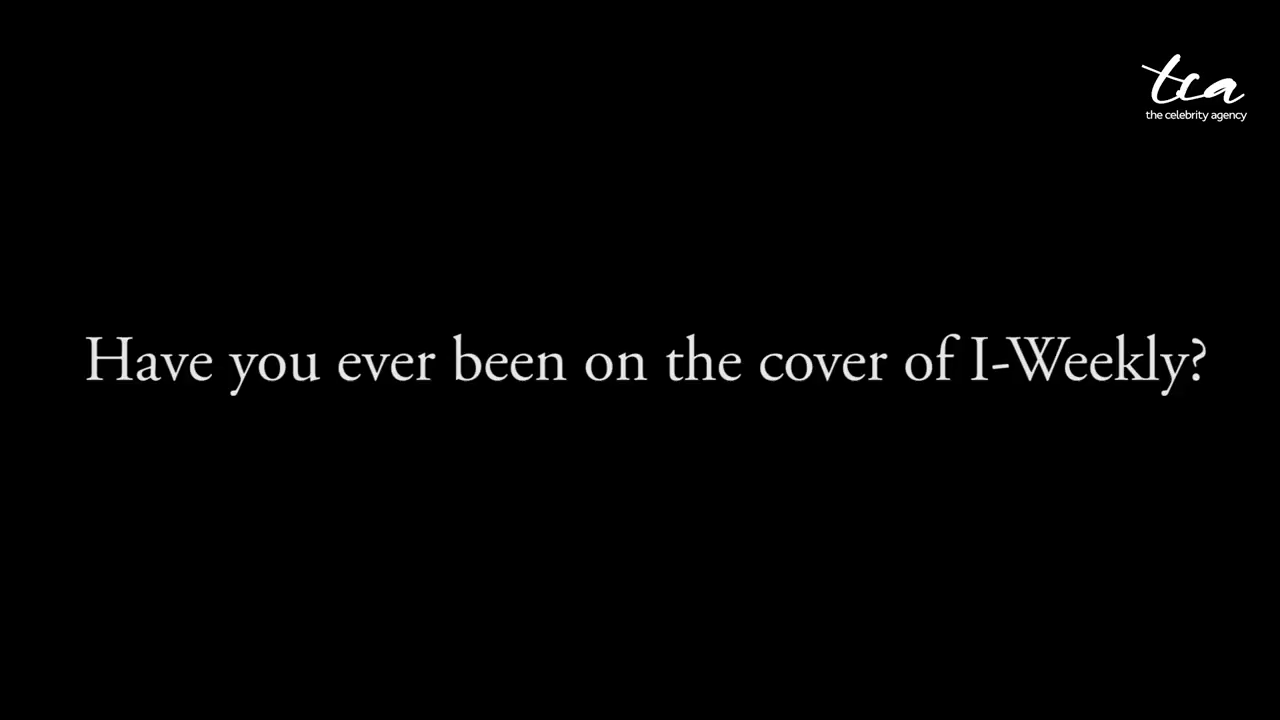 tca
the celebrity agency
Have you ever been on the cover of I-Weekly?